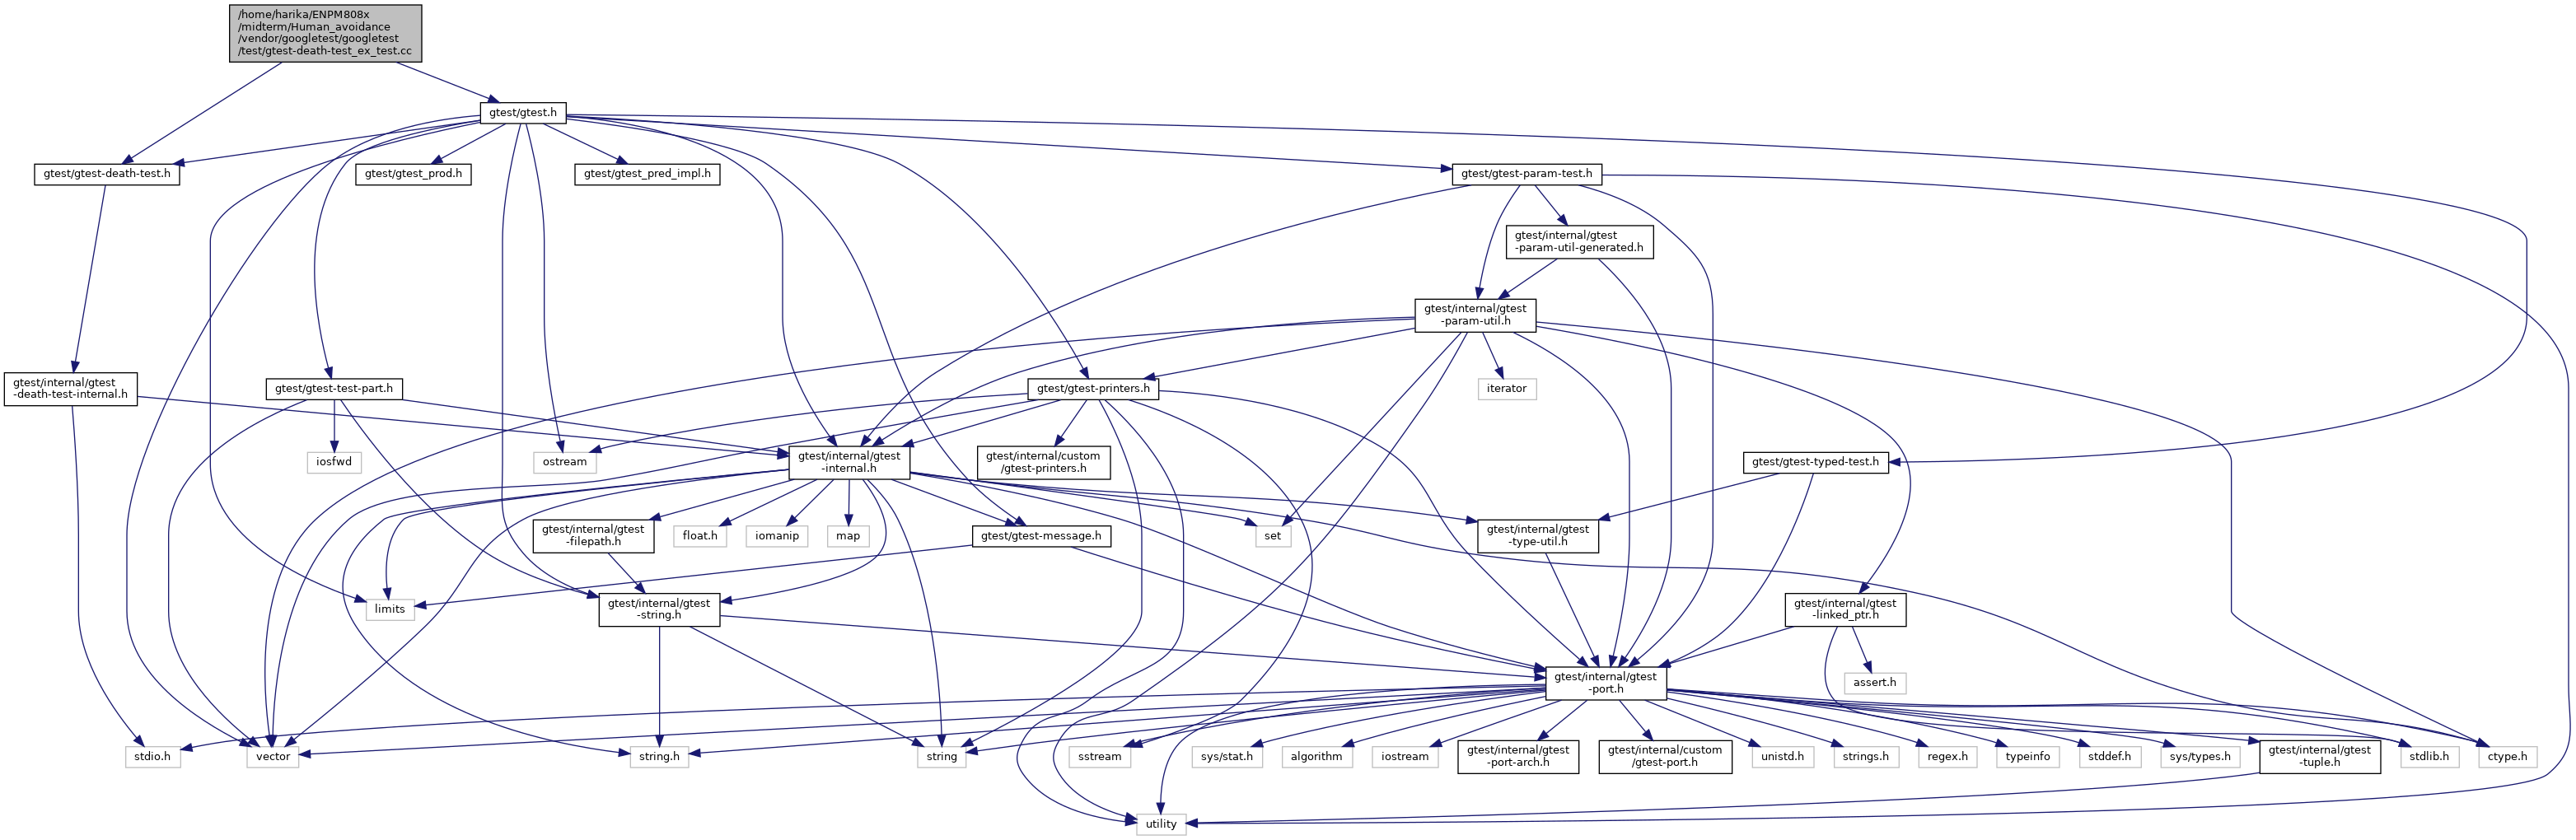 /home/harika/ENPM808x
/midterm/Human_avoidance
/vendor/googletest/googletest
/test/gtest-death-test_ex_test.cc
gtest/gtest.h
gtest/gtest-death-test.h
gtest/gtest_prod.h
gtest/gtest_pred_impl.h
gtest/gtest-param-test.h
gtest/internal/gtest
-param-util-generated.h
gtest/internal/gtest
-param-util.h
gtest/internal/gtest
-death-test-internal.h
gtest/gtest-test-part.h
gtest/gtest-printers.h
iterator
iosfwd
ostream
gtest/internal/gtest
-internal.h
gtest/internal/custom
/gtest-printers.h
gtest/gtest-typed-test.h
gtest/internal/gtest
-filepath.h
float.h
iomanip
map
gtest/gtest-message.h
set
gtest/internal/gtest
-type-util.h
limits
gtest/internal/gtest
-string.h
gtest/internal/gtest
-linked_ptr.h
gtest/internal/gtest
-port.h
assert.h
stdio.h
vector
string.h
string
sstream
sys/stat.h
algorithm
iostream
gtest/internal/gtest
-port-arch.h
gtest/internal/custom
/gtest-port.h
unistd.h
strings.h
regex.h
typeinfo
stddef.h
sys/types.h
gtest/internal/gtest
-tuple.h
stdlib.h
ctype.h
utility